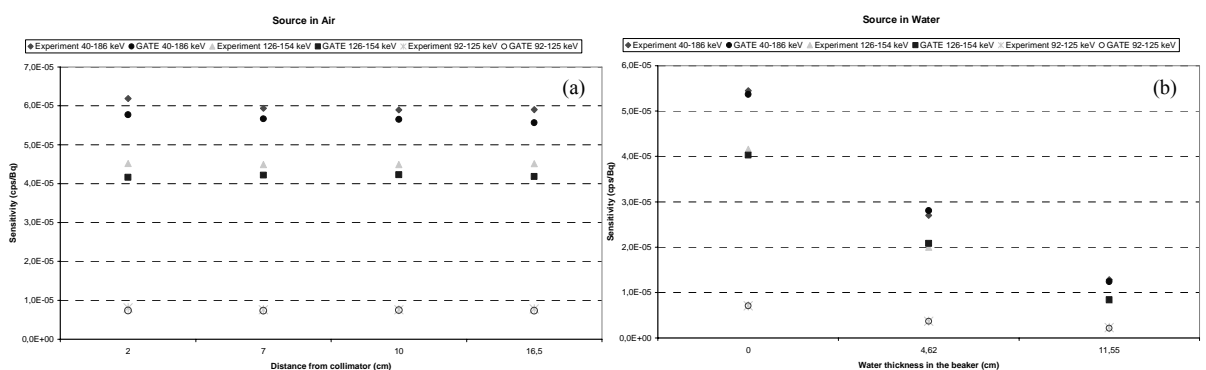 Source in Air
Experiment 40-186 keV GATE 40-186 keV Experiment 126-154 keV GATE 126-154 keV Experiment 92-125 keV GATE 92-125 keV
(a)
7,0E-05
6,0E-05
5,0E-05
4,0E-05
3,0E-05
2,0E-05
1,0E-05
0,0E+00
Sensitivity (cps/Bq)
2 7 10 16,5
Distance from collimator (cm)
Source in Water
Experiment 40-186 keV GATE 40-186 keV Experiment 126-154 keV GATE 126-154 keV Experiment 92-125 keV GATE 92-125 keV
(b)
6,0E-05
5,0E-05
4,0E-05
3,0E-05
2,0E-05
1,0E-05
0,0E+00
Sensitivity (cps/Bq)
0 4,62 11,55
Water thickness in the beaker (cm)